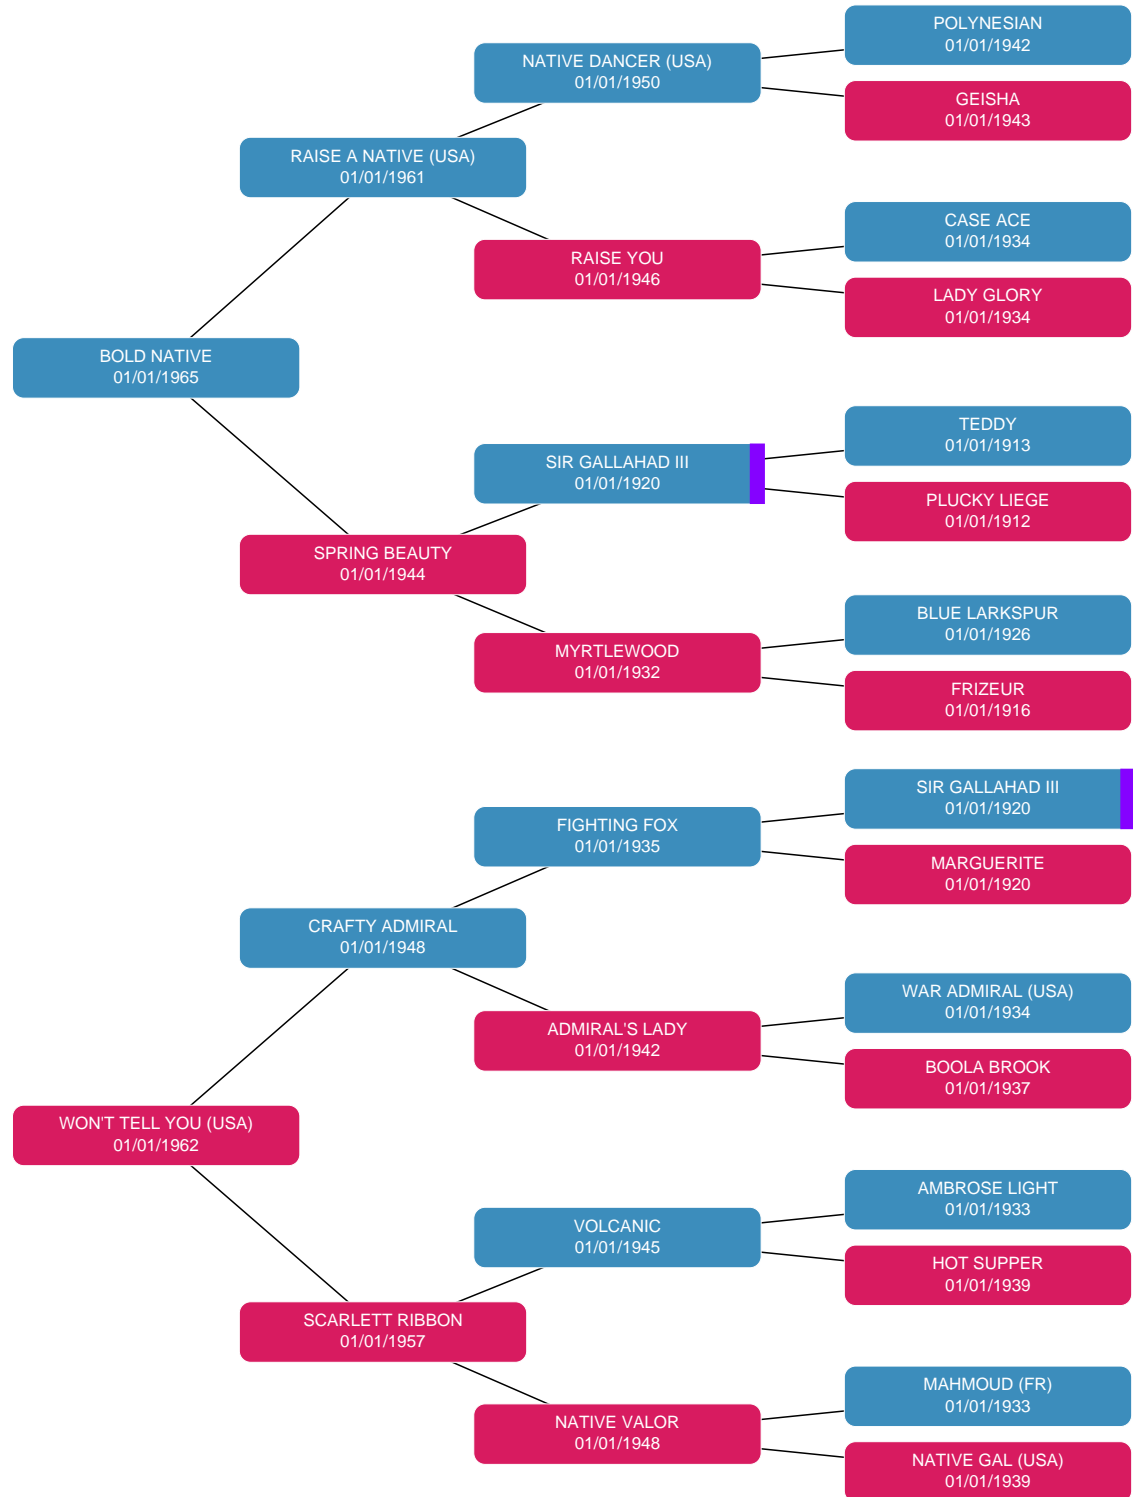 POLYNESIAN
01/01/1942
NATIVE DANCER (USA)
01/01/1950
GEISHA
01/01/1943
RAISE A NATIVE (USA)
01/01/1961
CASE ACE
01/01/1934
RAISE YOU
01/01/1946
LADY GLORY
01/01/1934
BOLD NATIVE
01/01/1965
TEDDY
01/01/1913
SIR GALLAHAD III
01/01/1920
PLUCKY LIEGE
01/01/1912
SPRING BEAUTY
01/01/1944
BLUE LARKSPUR
01/01/1926
MYRTLEWOOD
01/01/1932
FRIZEUR
01/01/1916
SIR GALLAHAD III
01/01/1920
FIGHTING FOX
01/01/1935
MARGUERITE
01/01/1920
CRAFTY ADMIRAL
01/01/1948
WAR ADMIRAL (USA)
01/01/1934
ADMIRAL'S LADY
01/01/1942
BOOLA BROOK
01/01/1937
WON'T TELL YOU (USA)
01/01/1962
AMBROSE LIGHT
01/01/1933
VOLCANIC
01/01/1945
HOT SUPPER
01/01/1939
SCARLETT RIBBON
01/01/1957
MAHMOUD (FR)
01/01/1933
NATIVE VALOR
01/01/1948
NATIVE GAL (USA)
01/01/1939